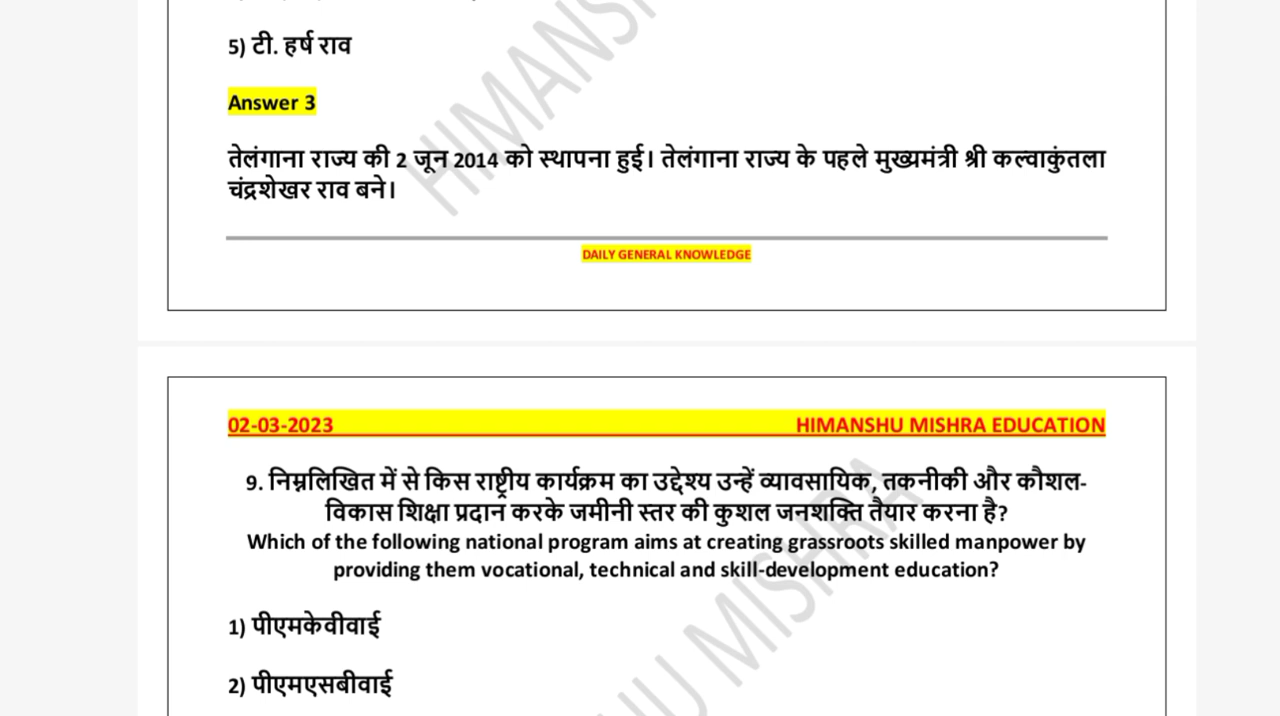 5) टी. हर्ष राव
Answer 3
तेलंगाना राज्य की 2 जून 2014 को स्थापना हुई। तेलंगाना राज्य के पहले मुख्यमंत्री श्री कल्वाकुंतला
चंद्रशेखर राव बने।
DAILY GENERAL KNOWLEDGE
02-03-2023 HIMANSHU MISHRA EDUCATION
9. निम्नलिखित में से किस राष्ट्रीय कार्यक्रम का उद्देश्य उन्हें व्यावसायिक, तकनीकी और कौशल-
विकास शिक्षा प्रदान करके जमीनी स्तर की कुशल जनशक्ति तैयार करना है?
Which of the following national program aims at creating grassroots skilled manpower by
providing them vocational, technical and skill-development education?
1) पीएमकेवीवाई
2) पीएमएसबीवाई
HIMANS
HU MISHRA